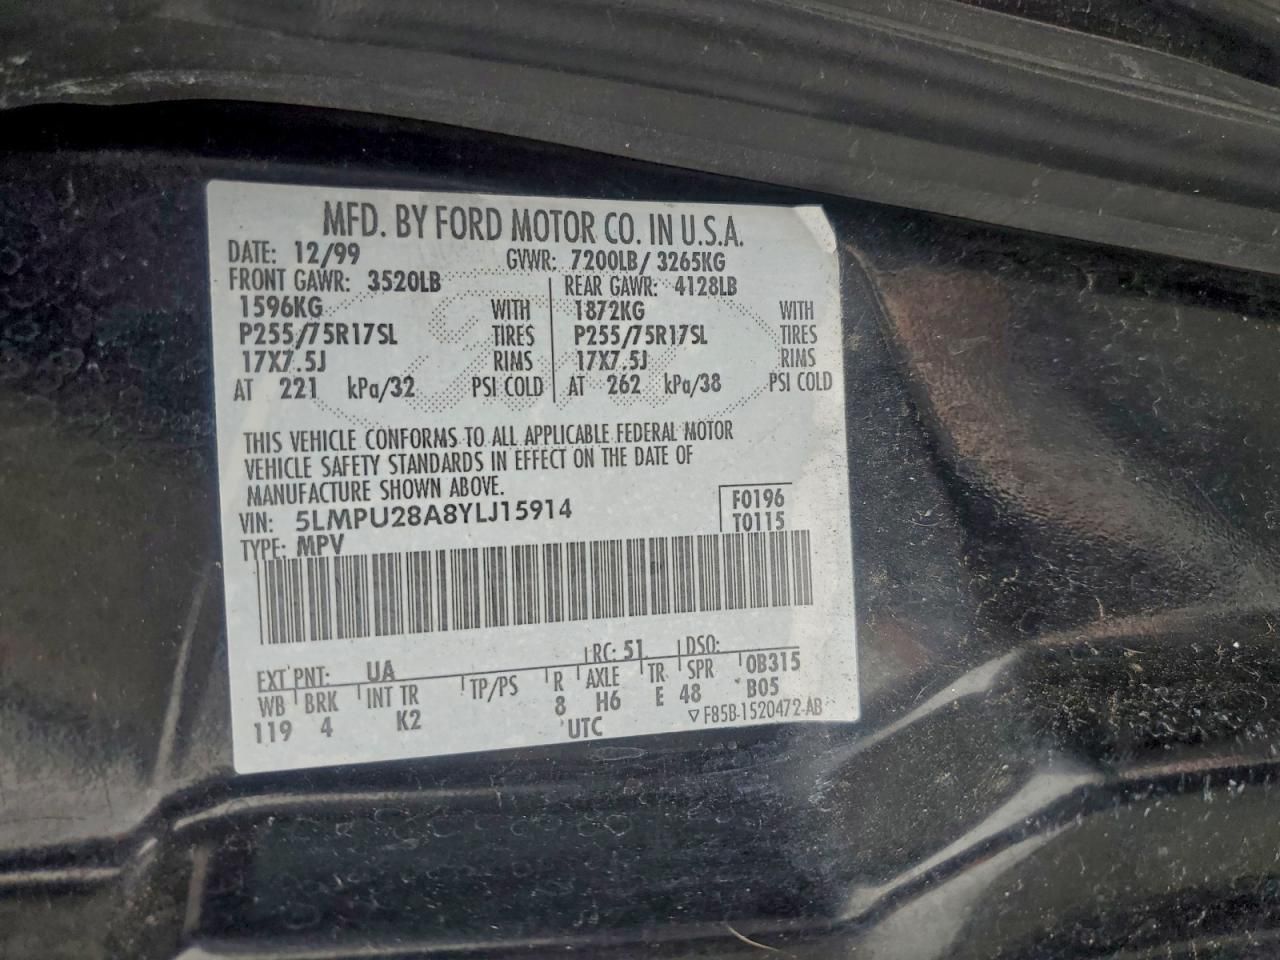 MFD. BY FORD MOTOR CO. IN U.S.A.
DATE: 12/99 GVWR: 7200LB/ 3265KG
FRONT GAWR: 3520LB REAR GAWR: 4128LB
1596KG WITH 1872KG WITH
P255/75R17SL TIRES P255/75R17SL TIRES
17X7.5J RIMS 17X7.5J RIMS
AT 221 kPa/32 PSI COLD AT 262 kPa/38 PSI COLD
THIS VEHICLE CONFORMS TO ALL APPLICABLE FEDERAL MOTOR
VEHICLE SAFETY STANDARDS IN EFFECT ON THE DATE OF
MANUFACTURE SHOWN ABOVE.
VIN: 5LMPU28A8YLJ15914 F0196
TYPE: MPV T0115
EXT PNT: UA RC: 51 DSO:
WB BRK INT TR TP/PS R AXLE TR SPR 0B315
119 4 K2 8 H6 E 48 B05
UTC ▽F85B-1520472-AB